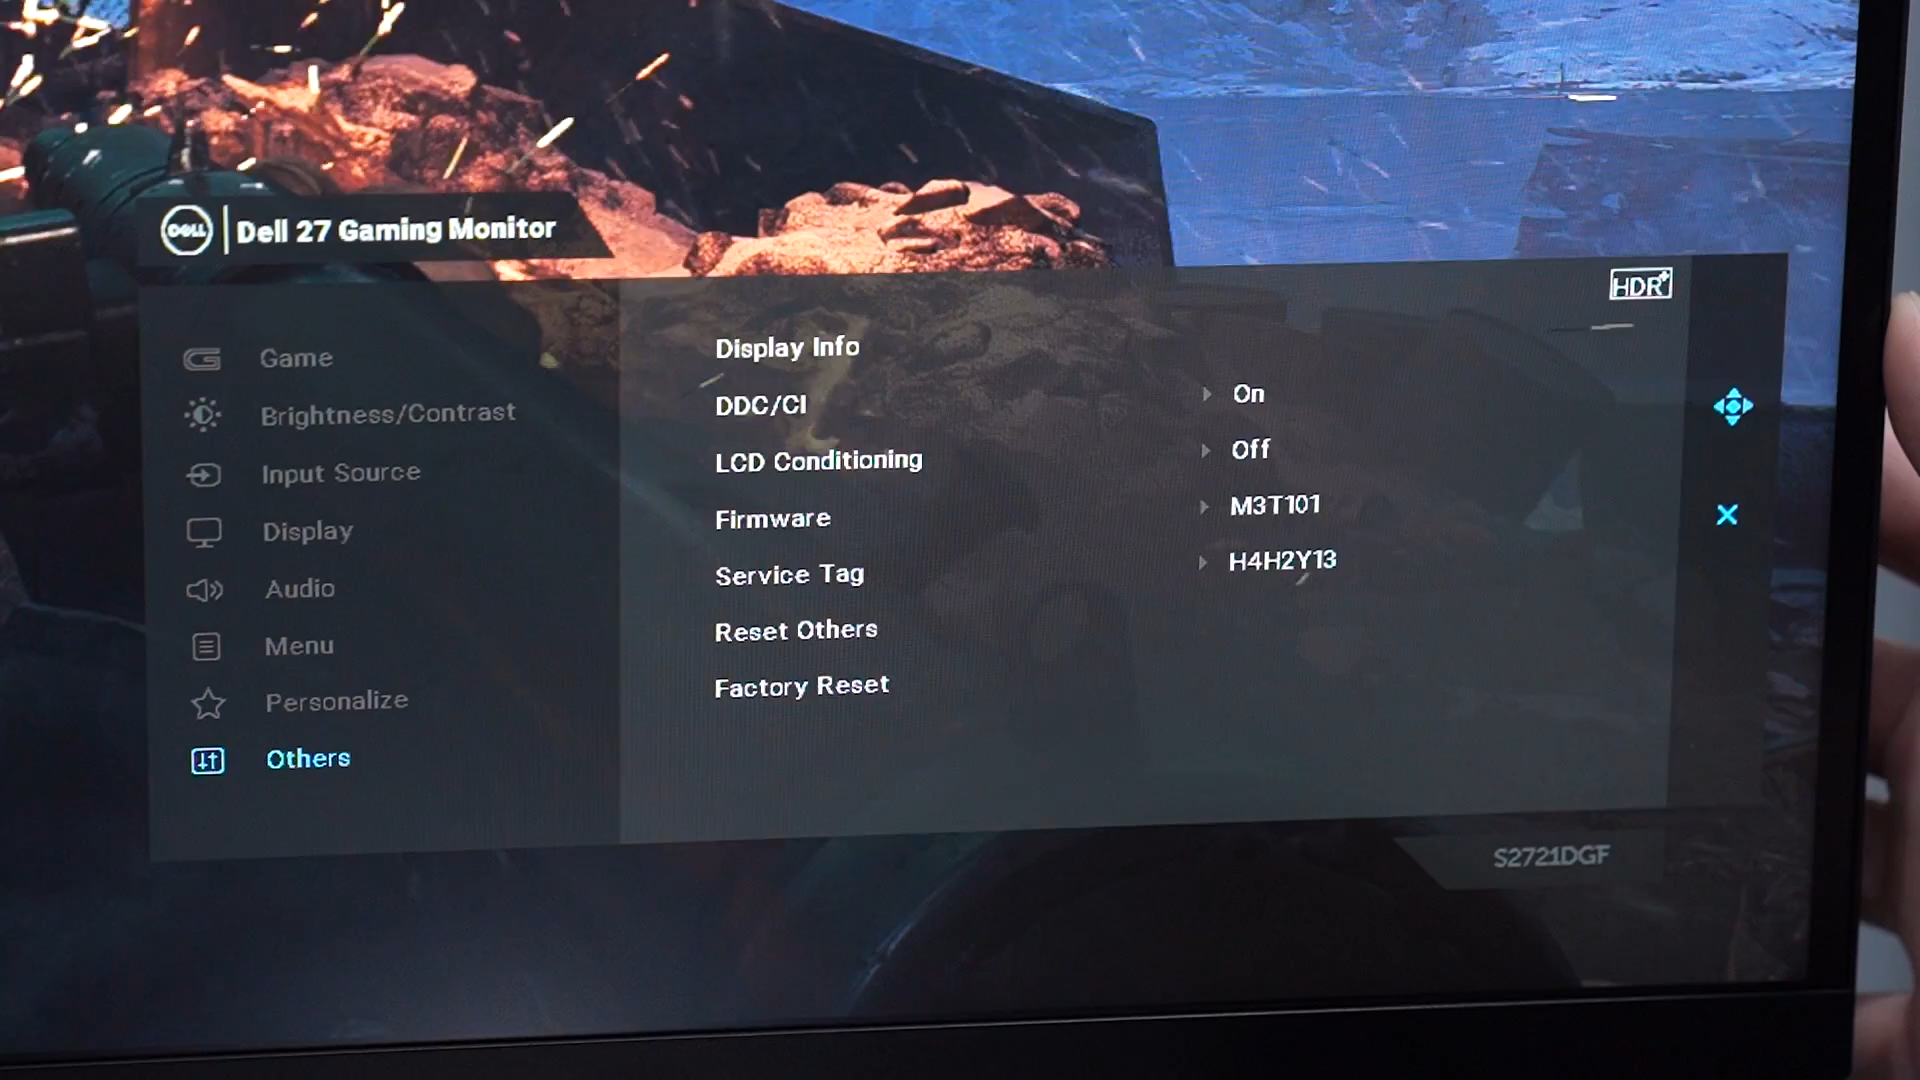 DELL Dell 27 Gaming Monitor
HDR+
Game
Brightness/Contrast
Input Source
Display
Audio
Menu
Personalize
Others
Display Info
DDC/CI On
LCD Conditioning Off
Firmware M3T101
Service Tag H4H2Y13
Reset Others
Factory Reset
S2721DGF